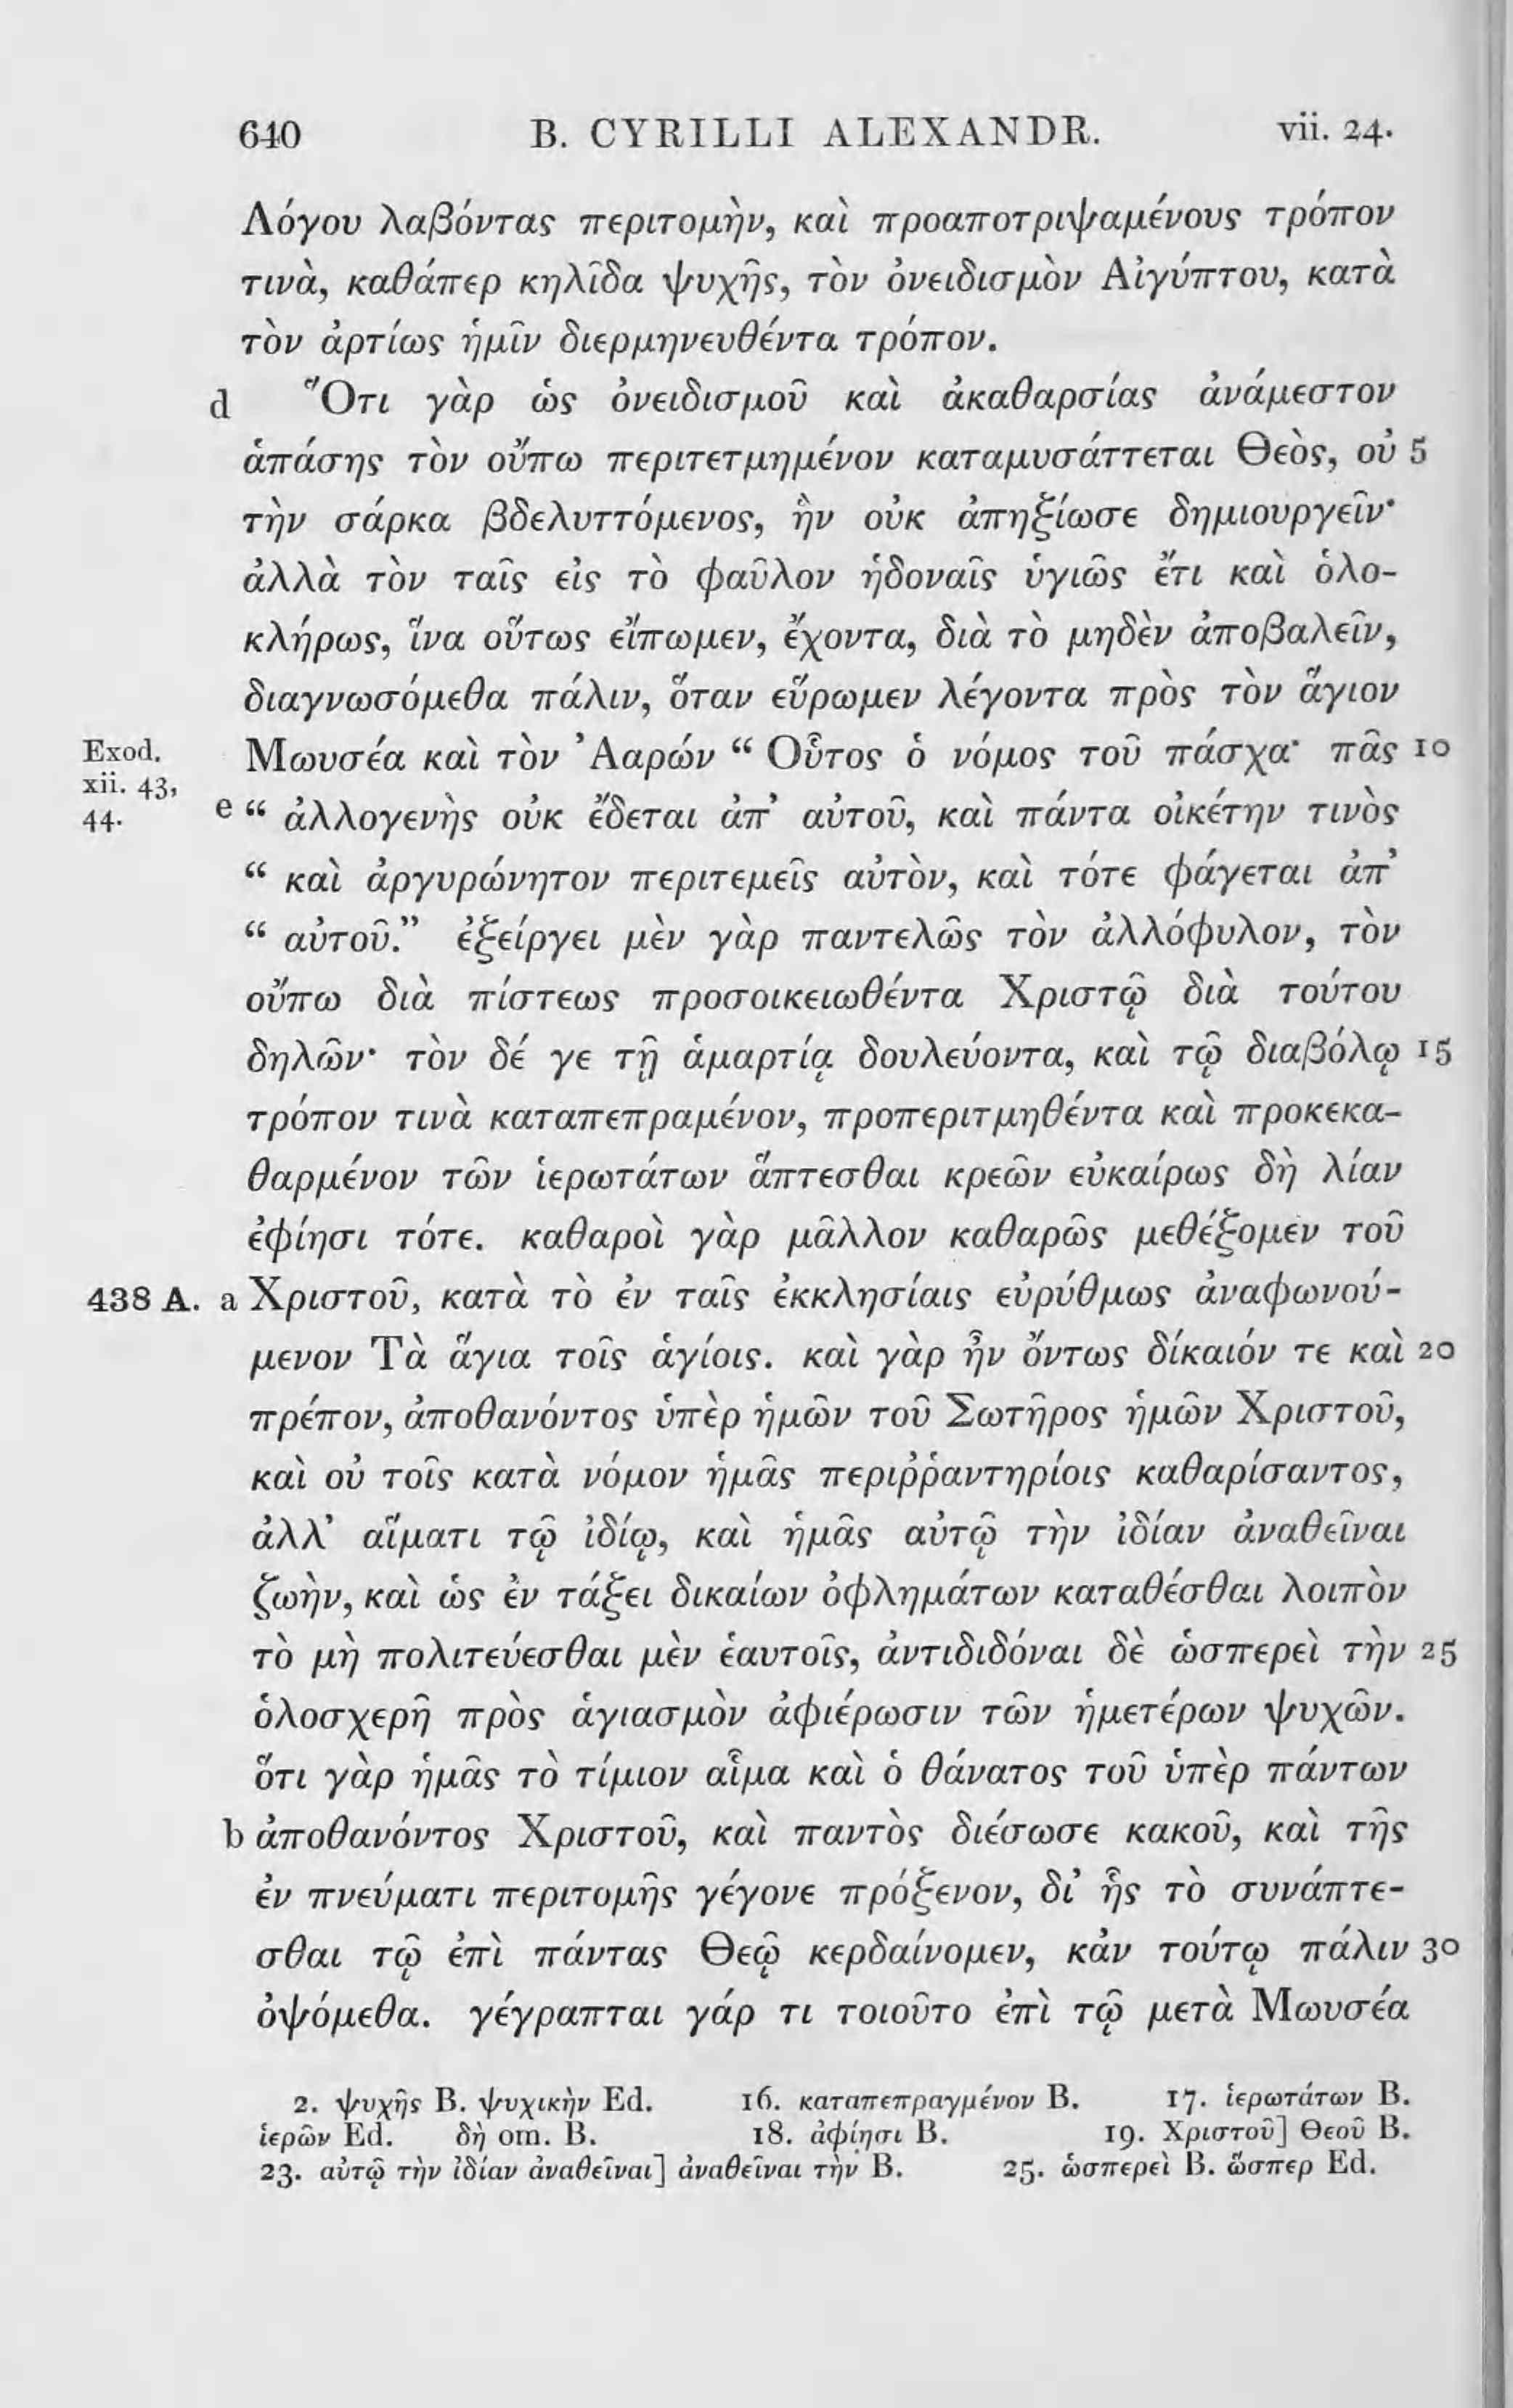 640 B. CYRILLI ALEXANDR. vii. 24.
Λόγου λαβόντας περιτομὴν, καὶ προαποτριψαμένους τρόπον
τινὰ, καθάπερ κηλῖδα ψυχῆς, τὸν ὀνειδισμὸν Αἰγύπτου, κατὰ
τὸν ἀρτίως ἡμῖν διερμηνευθέντα τρόπον.
d Ὅτι γὰρ ὡς ὀνειδισμοῦ καὶ ἀκαθαρσίας ἀνάμεστον
ἁπάσης τὸν οὔπω περιτετμημένον καταμυσάττεται Θεὸς, οὐ 5
τὴν σάρκα βδελυττόμενος, ἣν οὐκ ἀπηξίωσε δημιουργεῖν·
ἀλλὰ τὸν ταῖς εἰς τὸ φαῦλον ἡδοναῖς ὑγιῶς ἔτι καὶ ὁλο-
κλήρως, ἵνα οὕτως εἴπωμεν, ἔχοντα, διὰ τὸ μηδὲν ἀποβαλεῖν,
διαγνωσόμεθα πάλιν, ὅταν εὕρωμεν λέγοντα πρὸς τὸν ἅγιον
Exod. Μωυσέα καὶ τὸν Ἀαρών “ Οὗτος ὁ νόμος τοῦ πάσχα· πᾶς 10
xii. 43,
44. e “ ἀλλογενὴς οὐκ ἔδεται ἀπ’ αὐτοῦ, καὶ πάντα οἰκέτην τινὸς
“ καὶ ἀργυρώνητον περιτεμεῖς αὐτὸν, καὶ τότε φάγεται ἀπ’
“ αὐτοῦ.” ἐξείργει μὲν γὰρ παντελῶς τὸν ἀλλόφυλον, τὸν
οὔπω διὰ πίστεως προσοικειωθέντα Χριστῷ διὰ τούτου
δηλῶν· τὸν δέ γε τῇ ἁμαρτίᾳ δουλεύοντα, καὶ τῷ διαβόλῳ 15
τρόπον τινὰ καταπεπραμένον, προπεριτμηθέντα καὶ προκεκα-
θαρμένον τῶν ἱερωτάτων ἅπτεσθαι κρεῶν εὐκαίρως δὴ λίαν
ἐφίησι τότε. καθαροὶ γὰρ μᾶλλον καθαρῶς μεθέξομεν τοῦ
438 A. a Χριστοῦ, κατὰ τὸ ἐν ταῖς ἐκκλησίαις εὐρύθμως ἀναφωνού-
μενον Τὰ ἅγια τοῖς ἁγίοις. καὶ γὰρ ἦν ὄντως δίκαιόν τε καὶ 20
πρέπον, ἀποθανόντος ὑπὲρ ἡμῶν τοῦ Σωτῆρος ἡμῶν Χριστοῦ,
καὶ οὐ τοῖς κατὰ νόμον ἡμᾶς περιῤῥαντηρίοις καθαρίσαντος,
ἀλλ’ αἵματι τῷ ἰδίῳ, καὶ ἡμᾶς αὐτῷ τὴν ἰδίαν ἀναθεῖναι
ζωὴν, καὶ ὡς ἐν τάξει δικαίων ὀφλημάτων καταθέσθαι λοιπὸν
τὸ μὴ πολιτεύεσθαι μὲν ἑαυτοῖς, ἀντιδιδόναι δὲ ὡσπερεὶ τὴν 25
ὁλοσχερῆ πρὸς ἁγιασμὸν ἀφιέρωσιν τῶν ἡμετέρων ψυχῶν.
ὅτι γὰρ ἡμᾶς τὸ τίμιον αἷμα καὶ ὁ θάνατος τοῦ ὑπὲρ πάντων
b ἀποθανόντος Χριστοῦ, καὶ παντὸς διέσωσε κακοῦ, καὶ τῆς
ἐν πνεύματι περιτομῆς γέγονε πρόξενον, δι’ ἧς τὸ συνάπτε-
σθαι τῷ ἐπὶ πάντας Θεῷ κερδαίνομεν, κἀν τούτῳ πάλιν 30
ὀψόμεθα. γέγραπται γάρ τι τοιοῦτο ἐπὶ τῷ μετὰ Μωυσέα
2. ψυχῆς B. ψυχικὴν Ed. 16. καταπεπραγμένον B. 17. ἱερωτάτων B.
ἱερῶν Ed. δὴ om. B. 18. ἀφίησι B. 19. Χριστοῦ] Θεοῦ B.
23. αὐτῷ τὴν ἰδίαν ἀναθεῖναι] ἀναθεῖναι τὴν B. 25. ὡσπερεὶ B. ὥσπερ Ed.